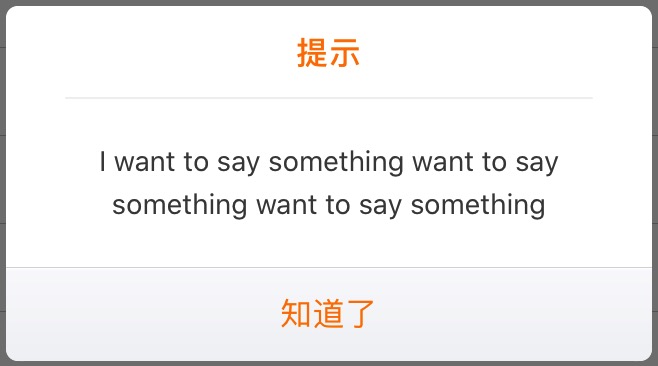 提示
I want to say something want to say
something want to say something
知道了